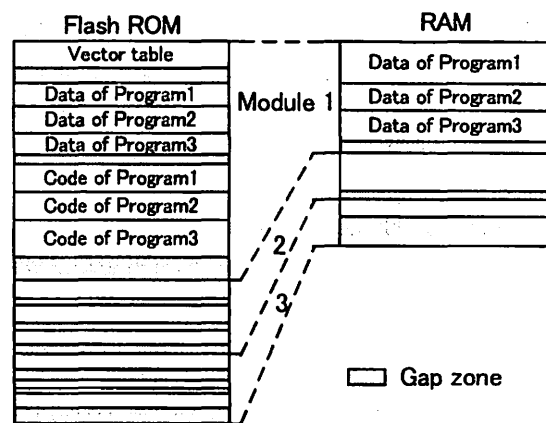 Flash ROM
Vector table
Data of Program1
Data of Program2
Data of Program3
Code of Program1
Code of Program2
Code of Program3
Module 1
2
3
RAM
Data of Program1
Data of Program2
Data of Program3
Gap zone